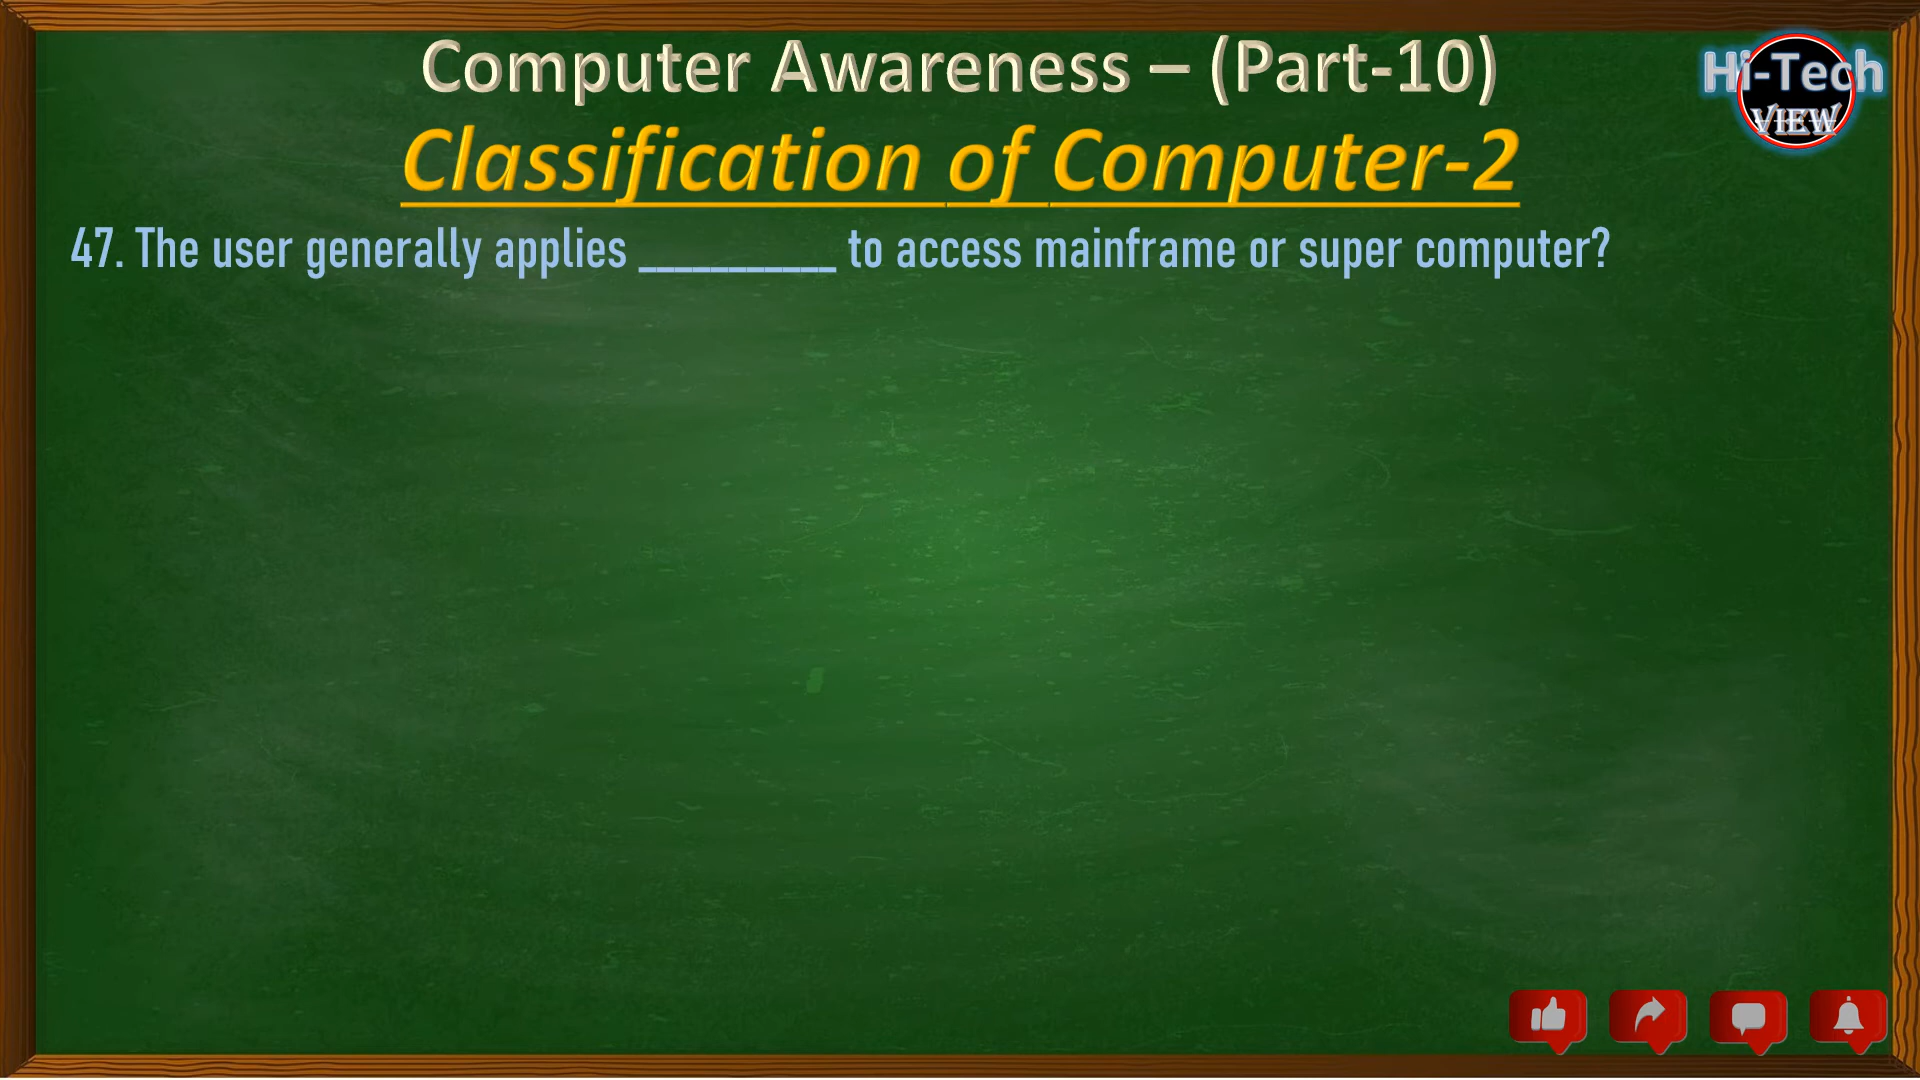 Computer Awareness – (Part-10)
Hi-Tech
VIEW
Classification of Computer-2
47. The user generally applies ___________ to access mainframe or super computer?